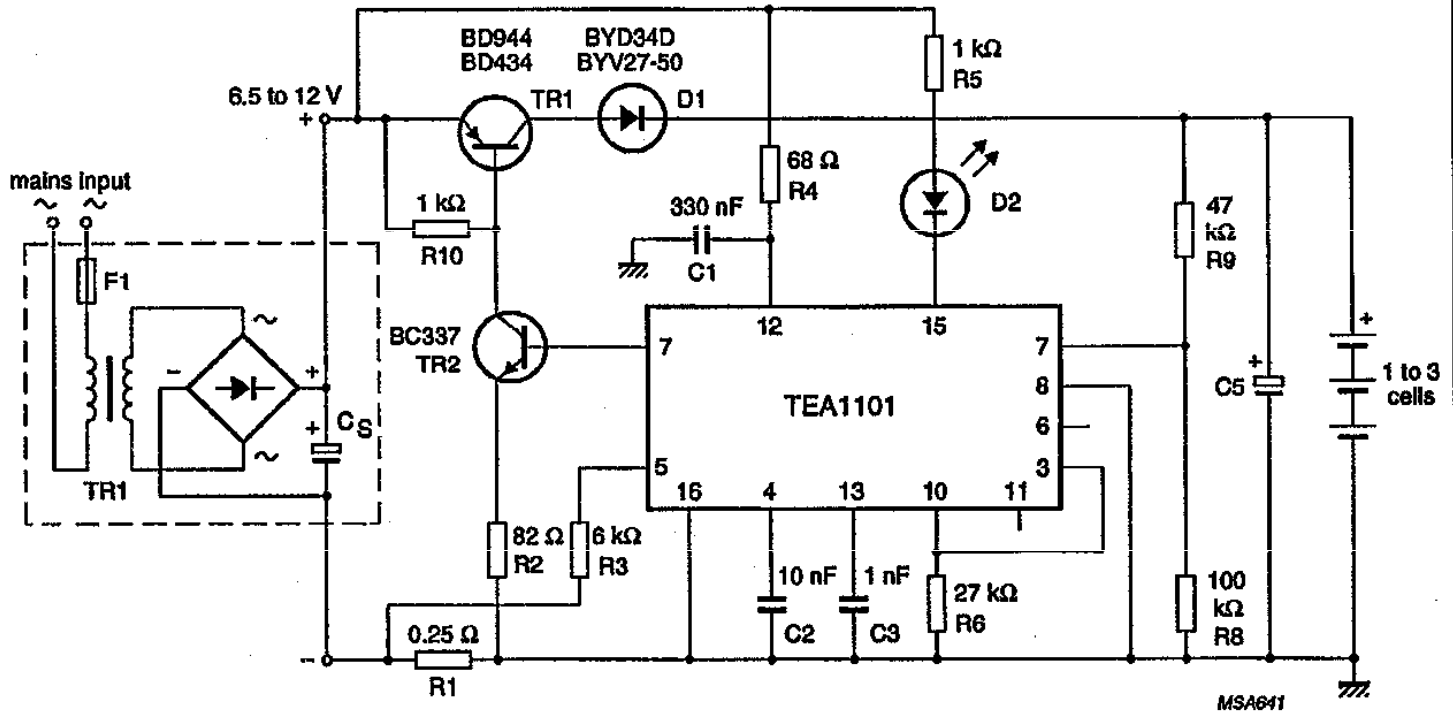 BD944
BD434
BYD34D
BYV27-50
TR1
D1
1 kΩ
R5
6.5 to 12 V
+
mains input
~ ~
F1
1 kΩ
R10
68 Ω
R4
330 nF
C1
D2
47
kΩ
R9
BC337
TR2
12
15
7
7
8
6
3
5
TEA1101
16
4
13
10
11
~
-
+
~
+
CS
TR1
+
C5
+
1 to 3
cells
82 Ω
R2
6 kΩ
R3
10 nF
C2
1 nF
C3
27 kΩ
R6
100
kΩ
R8
0.25 Ω
R1
-
MSA641